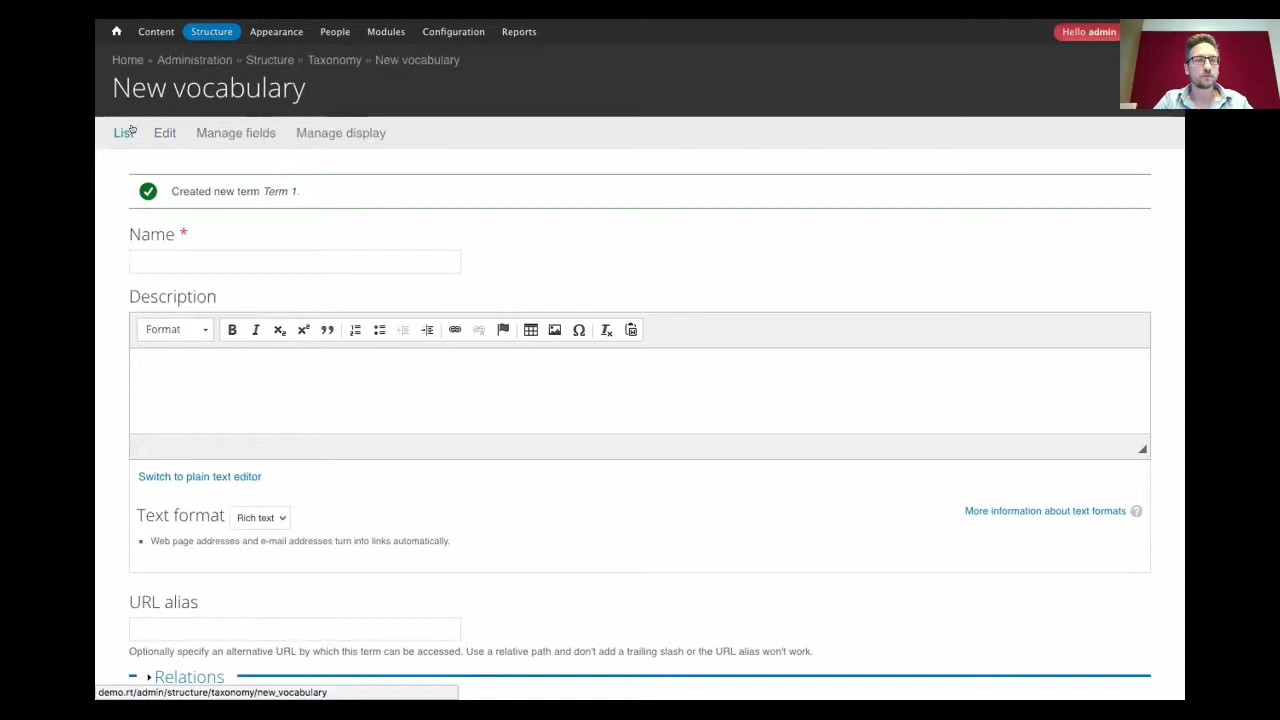 Content Structure Appearance People Modules Configuration Reports Hello admin
Home » Administration » Structure » Taxonomy » New vocabulary
New vocabulary
List Edit Manage fields Manage display
Created new term Term 1.
Name *
Description
Format
Switch to plain text editor
Text format Rich text More information about text formats ?
Web page addresses and e-mail addresses turn into links automatically.
URL alias
Optionally specify an alternative URL by which this term can be accessed. Use a relative path and don't add a trailing slash or the URL alias won't work.
Relations
demo.rt/admin/structure/taxonomy/new_vocabulary